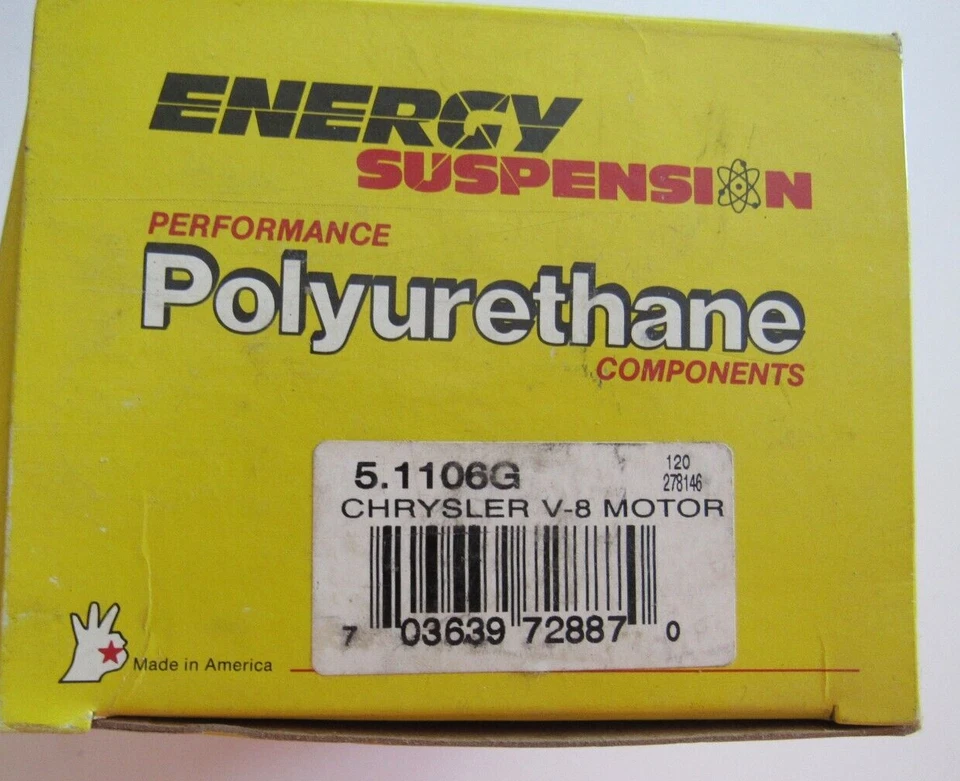 ENERGY
SUSPENSION
PERFORMANCE
Polyurethane
COMPONENTS
5.1106G
120
278146
CHRYSLER V-8 MOTOR
7 03639 72887 0
Made in America